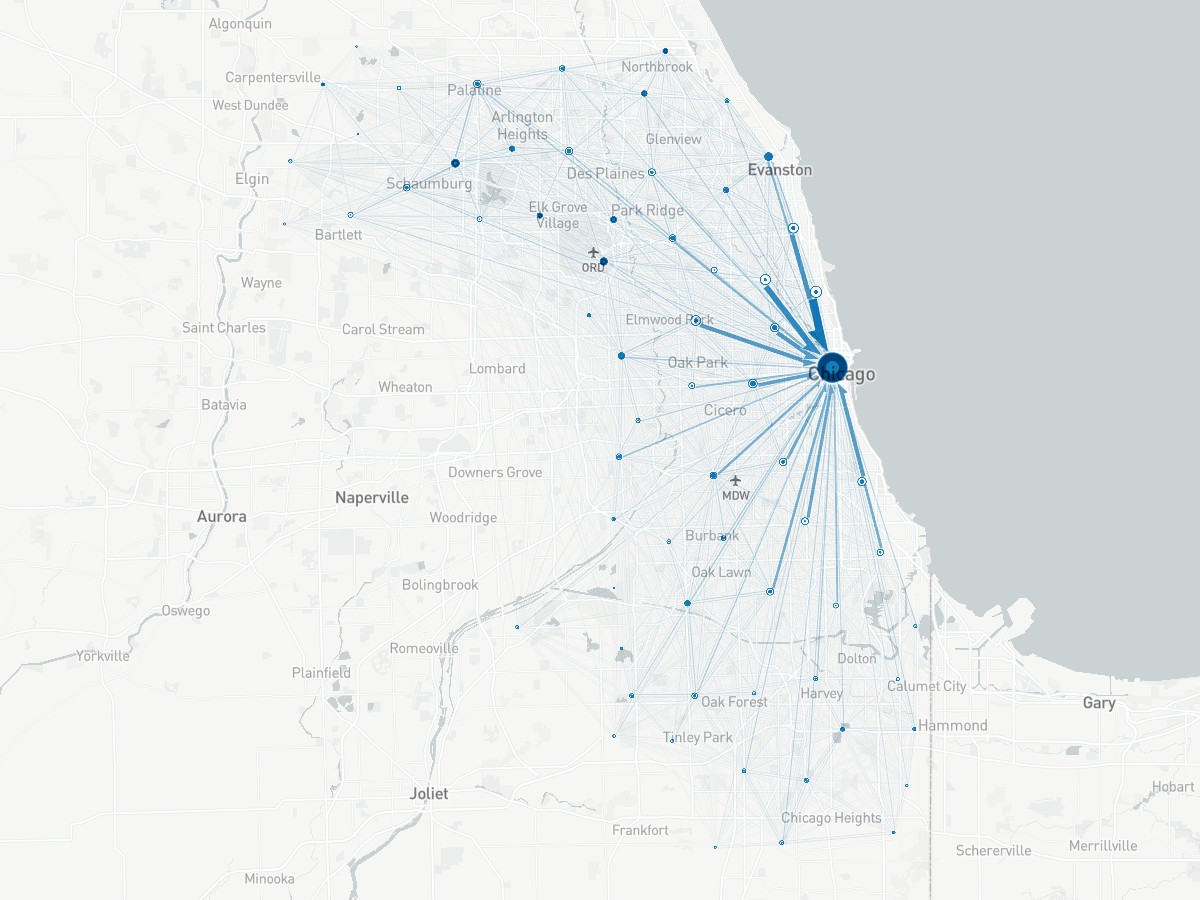 Algonquin
Northbrook
Carpentersville
Palatine
West Dundee
Arlington
Heights
Glenview
Evanston
Des Plaines
Elgin
Schaumburg
Elk Grove
Village
Park Ridge
Bartlett
ORD
Wayne
Elmwood Park
Saint Charles
Carol Stream
Oak Park
Lombard
Chicago
Wheaton
Batavia
Cicero
Downers Grove
Naperville
MDW
Aurora
Woodridge
Burbank
Oak Lawn
Bolingbrook
Oswego
Romeoville
Yorkville
Dolton
Plainfield
Harvey
Calumet City
Oak Forest
Gary
Hammond
Tinley Park
Joliet
Hobart
Chicago Heights
Frankfort
Merrillville
Schererville
Minooka